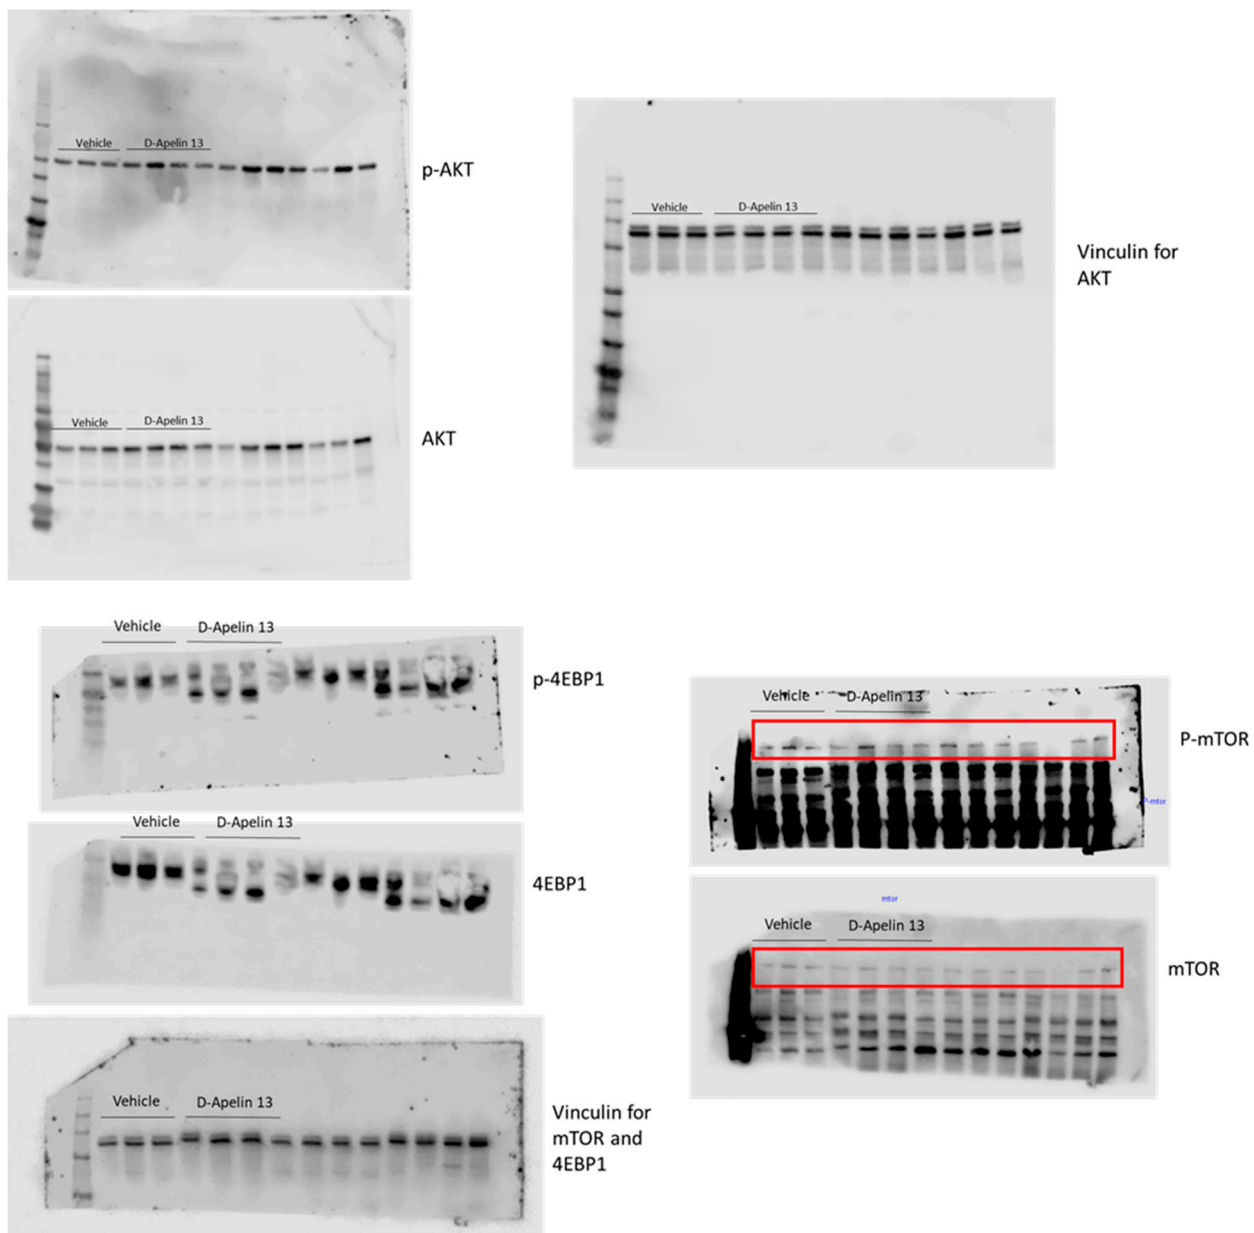 Vehicle D-Apelin 13
p-AKT
Vehicle D-Apelin 13
Vinculin for
AKT
Vehicle D-Apelin 13
AKT
Vehicle D-Apelin 13
p-4EBP1
Vehicle D-Apelin 13
P-mTOR
P-mtor
Vehicle D-Apelin 13
4EBP1
mtor
Vehicle D-Apelin 13
mTOR
Vehicle D-Apelin 13
Vinculin for
mTOR and
4EBP1